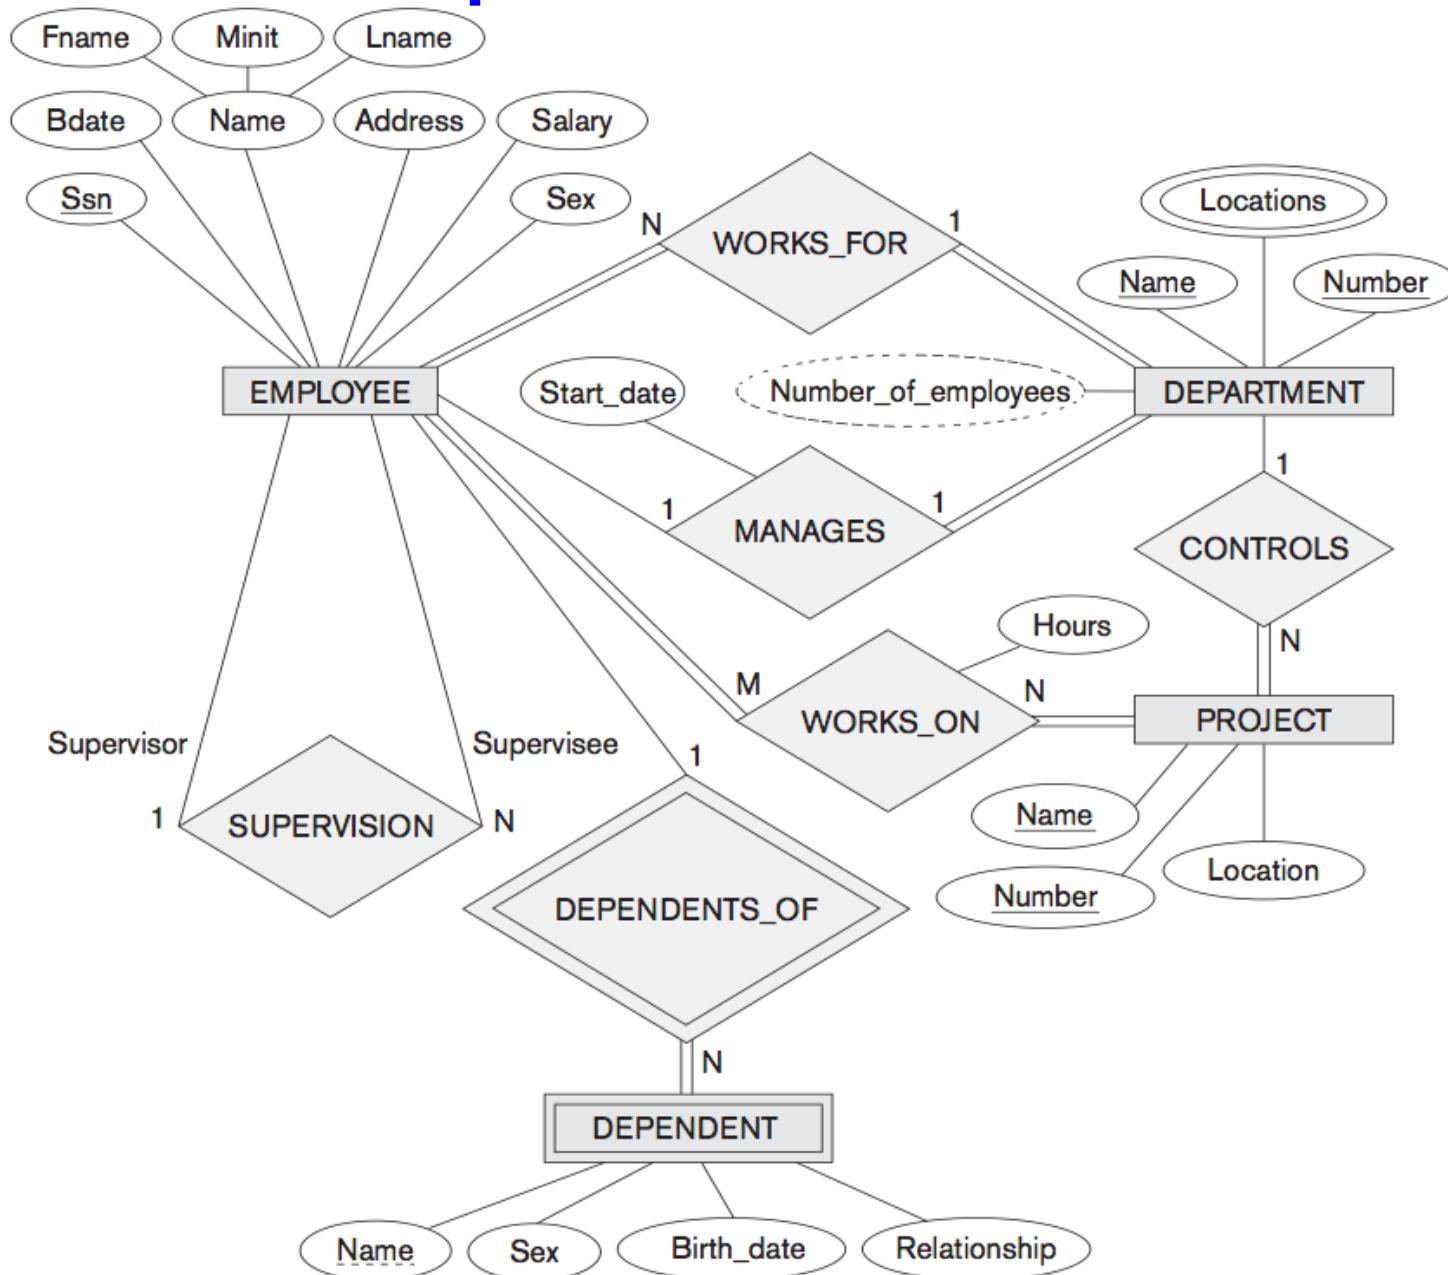 Fname Minit Lname
Bdate Name Address Salary
Ssn Sex
N WORKS_FOR 1
Locations
Name Number
EMPLOYEE Start_date Number_of_employees DEPARTMENT
1 MANAGES 1
1
CONTROLS
N
Hours
M WORKS_ON N
PROJECT
Supervisor Supervisee
1 SUPERVISION N
1
Name
Number
Location
DEPENDENTS_OF
N
DEPENDENT
Name Sex Birth_date Relationship